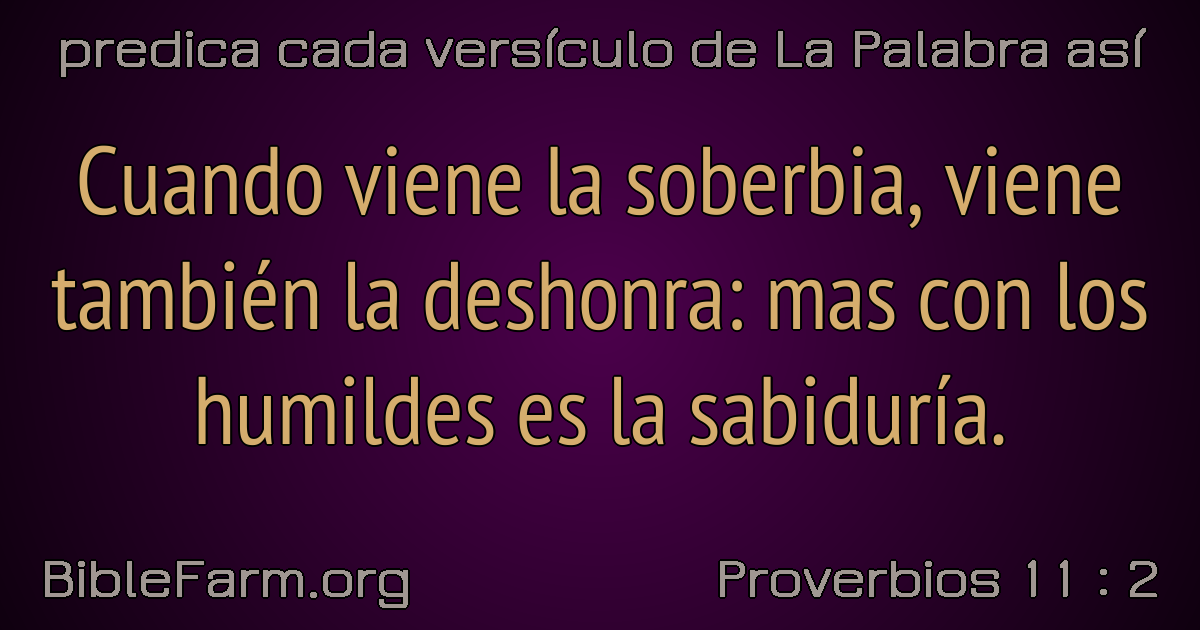 predica cada versículo de La Palabra así
Cuando viene la soberbia, viene
también la deshonra: mas con los
humildes es la sabiduría.
BibleFarm.org
Proverbios 11 : 2